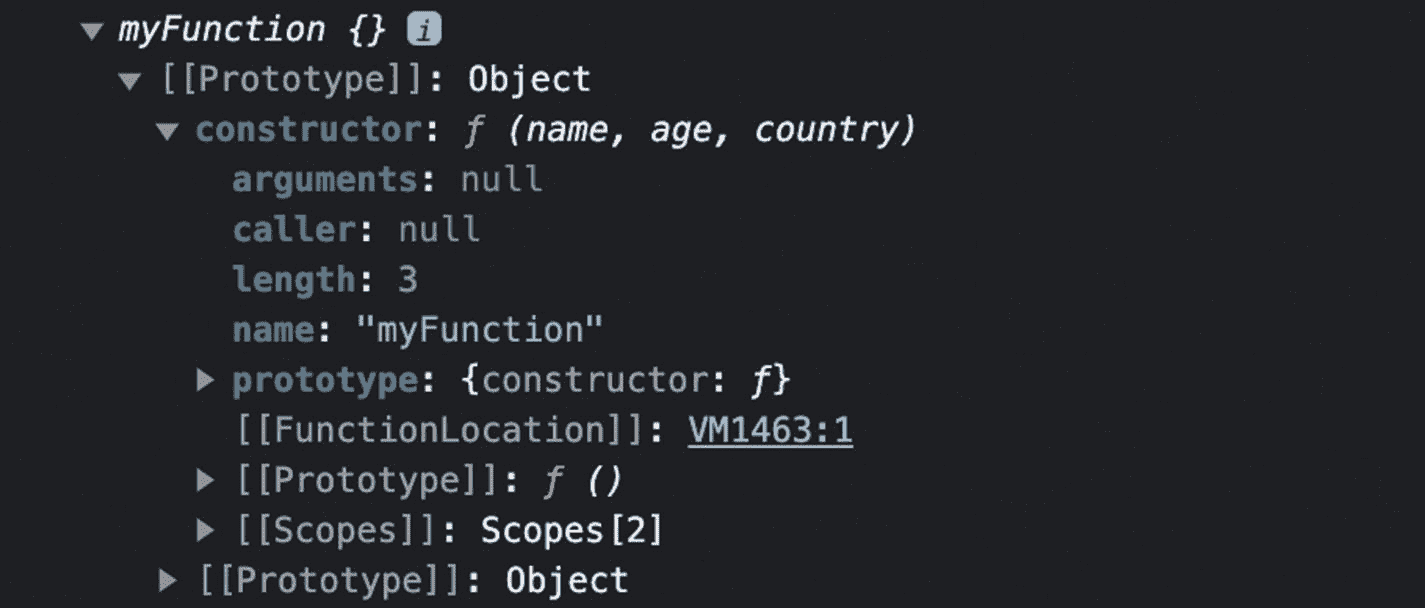 myFunction {} i
[[Prototype]]: Object
constructor: ƒ (name, age, country)
arguments: null
caller: null
length: 3
name: "myFunction"
prototype: {constructor: ƒ}
[[FunctionLocation]]: VM1463:1
[[Prototype]]: ƒ ()
[[Scopes]]: Scopes[2]
[[Prototype]]: Object